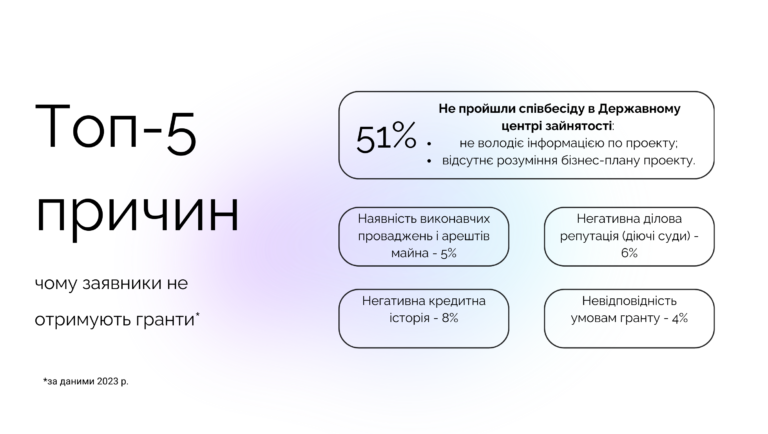 Топ-5
причин
чому заявники не
отримують гранти*
*за даними 2023 р.
51%
Не пройшли співбесіду в Державному
центрі зайнятості:
• не володіє інформацією по проекту;
• відсутнє розуміння бізнес-плану проекту.
Наявність виконавчих
проваджень і арештів
майна - 5%
Негативна ділова
репутація (діючі суди) -
6%
Негативна кредитна
історія - 8%
Невідповідність
умовам гранту - 4%